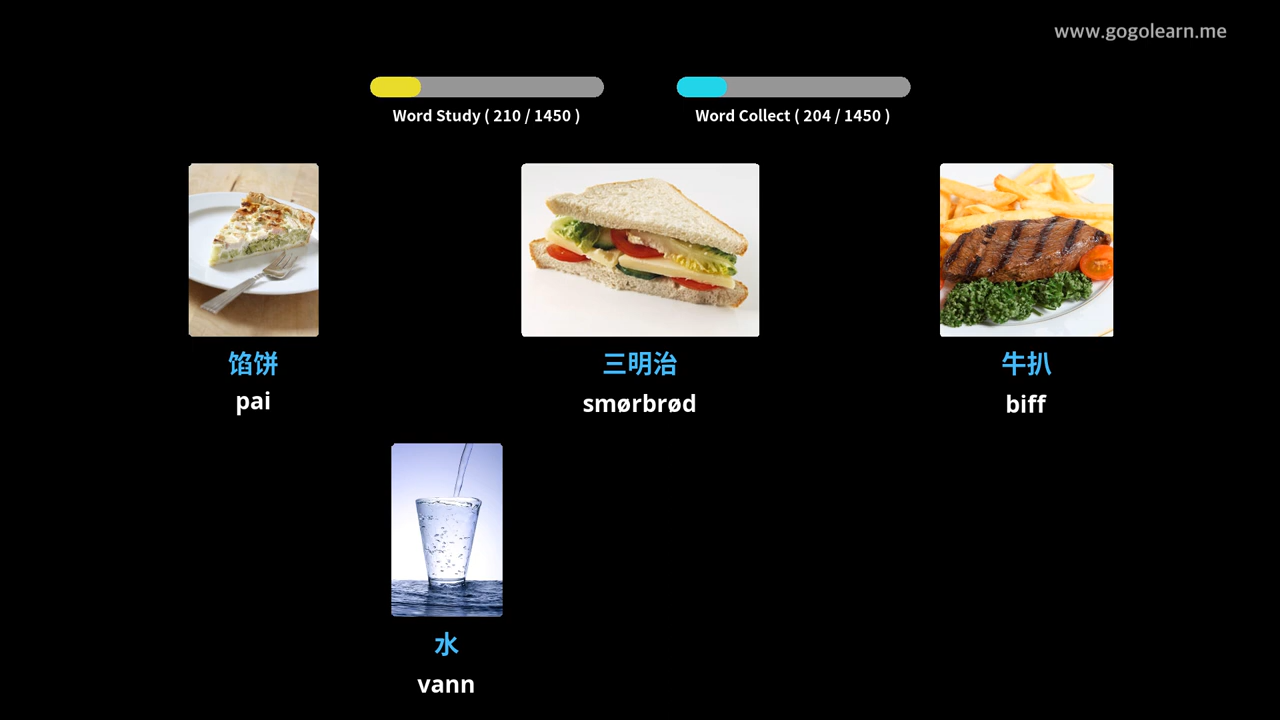 www.gogolearn.me
Word Study ( 210 / 1450 )
Word Collect ( 204 / 1450 )
馅饼
pai
三明治
smørbrød
牛扒
biff
水
vann